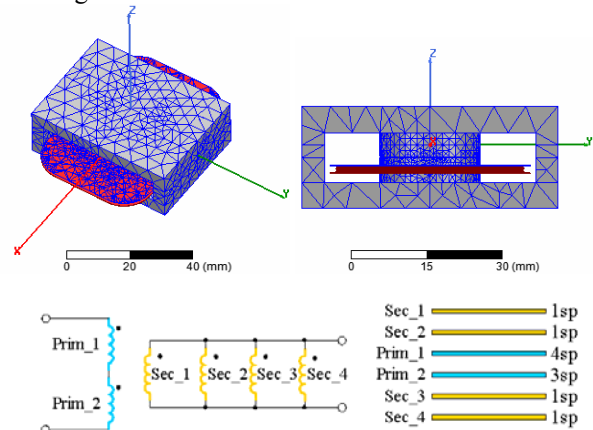 Z
Y
X
0 20 40 (mm)
Z
Y
0 15 30 (mm)
Prim_1
Prim_2
Sec_1 Sec_2 Sec_3 Sec_4
Sec_1 1sp
Sec_2 1sp
Prim_1 4sp
Prim_2 3sp
Sec_3 1sp
Sec_4 1sp